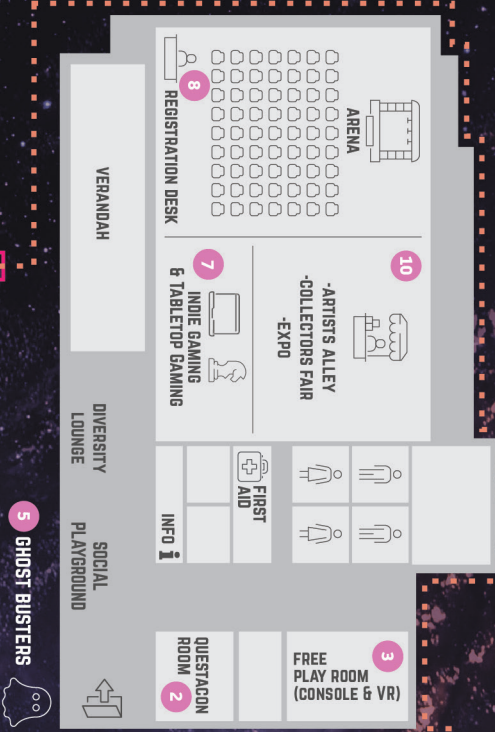 ARENA
8
REGISTRATION DESK
VERANDAH
10
-ARTISTS ALLEY
-COLLECTORS FAIR
-EXPO
7
INDIE GAMING
& TABLETOP GAMING
DIVERSITY
LOUNGE
FIRST
AID
INFO i
SOCIAL
PLAYGROUND
5 GHOST BUSTERS
QUESTACON
ROOM
2
3
FREE
PLAY ROOM
(CONSOLE & VR)